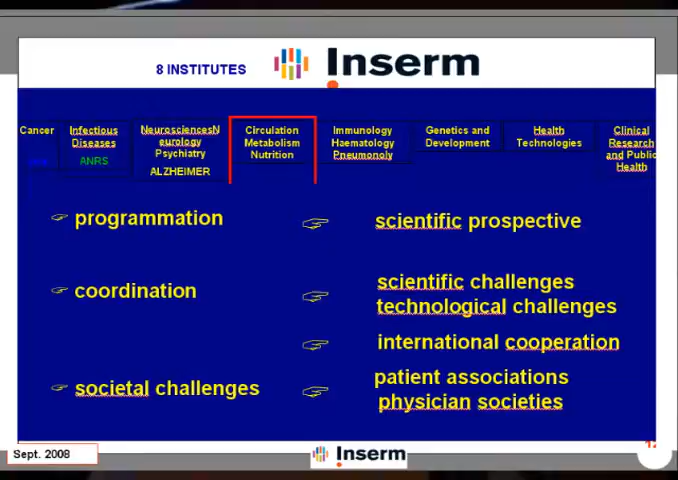 8 INSTITUTES
Inserm
Cancer
Infectious
Diseases
ANRS
NeurosciencesN
eurology
Psychiatry
ALZHEIMER
Circulation
Metabolism
Nutrition
Immunology
Haematology
Pneumonoly
Genetics and
Development
Health
Technologies
Clinical
Research
and Public
Health
programmation
scientific prospective
coordination
scientific challenges
technological challenges
international cooperation
societal challenges
patient associations
physician societies
Sept. 2008
Inserm